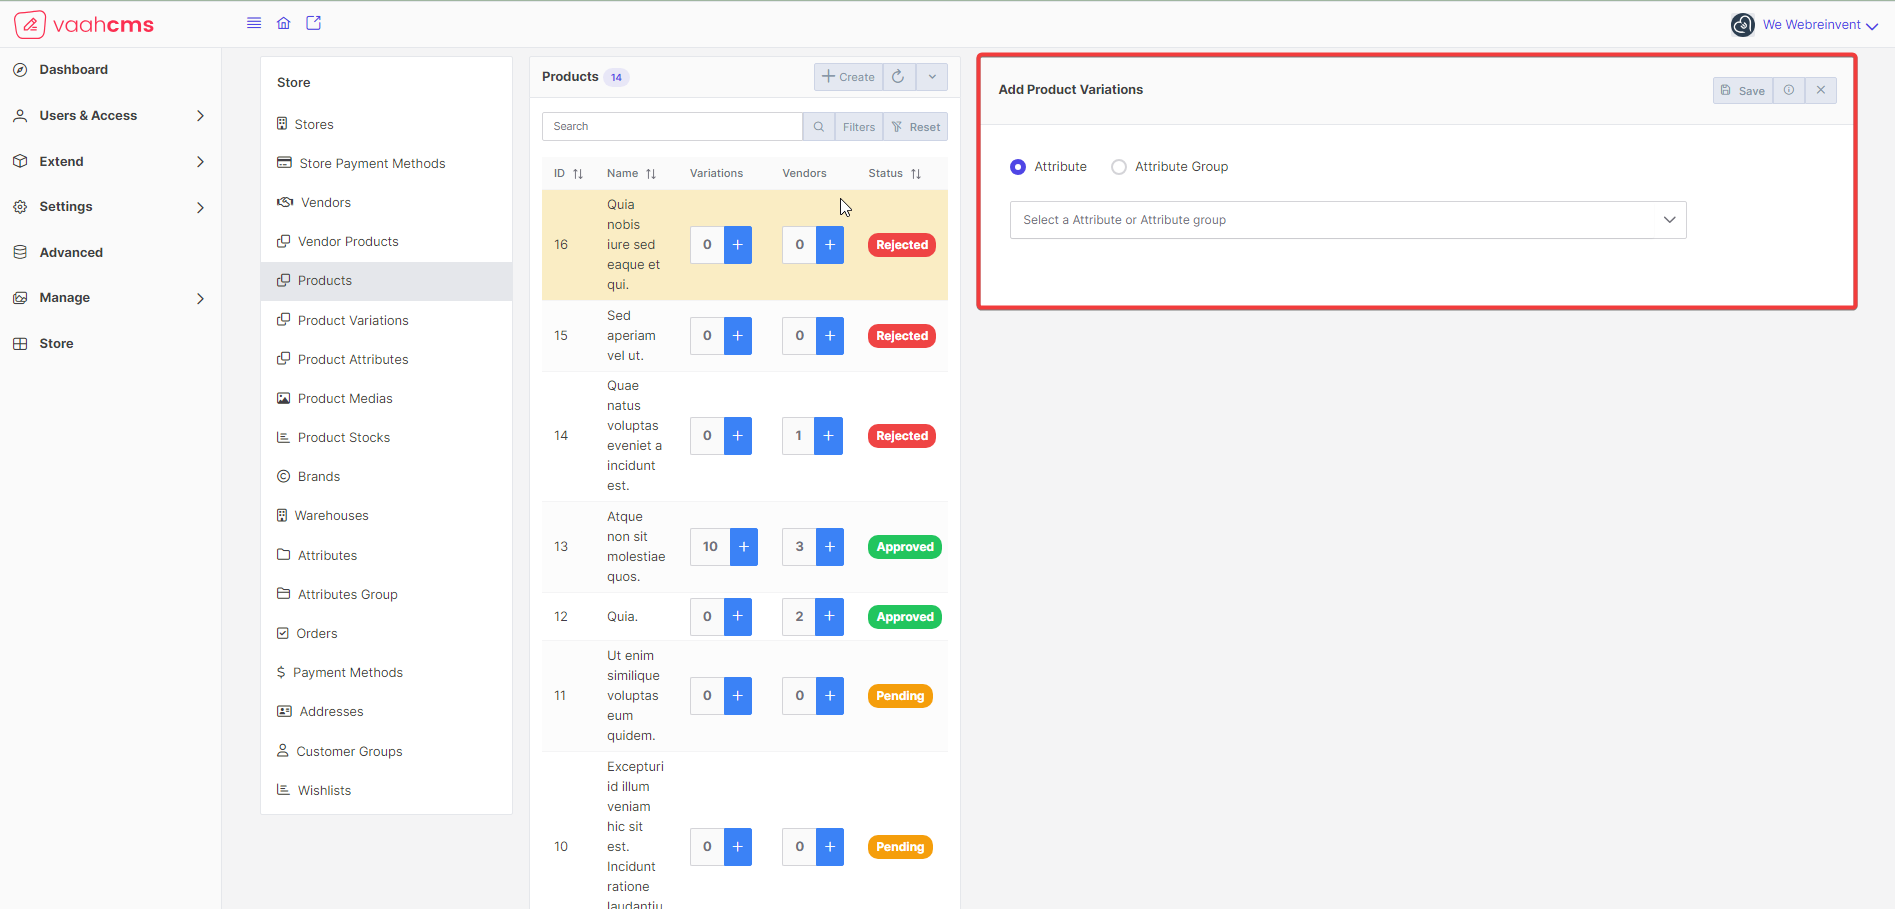 vaahcms
We Webreinvent
Dashboard
Users & Access
Extend
Settings
Advanced
Manage
Store
Store
Stores
Store Payment Methods
Vendors
Vendor Products
Products
Product Variations
Product Attributes
Product Medias
Product Stocks
Brands
Warehouses
Attributes
Attributes Group
Orders
Payment Methods
Addresses
Customer Groups
Wishlists
Products 14
Create
Search
Filters
Reset
ID Name Variations Vendors Status
16 Quia nobis iure sed eaque et qui. 0 + 0 + Rejected
15 Sed aperiam vel ut. 0 + 0 + Rejected
14 Quae natus voluptas eveniet a incidunt est. 0 + 1 + Rejected
13 Atque non sit molestiae quos. 10 + 3 + Approved
12 Quia. 0 + 2 + Approved
11 Ut enim similique voluptas eum quidem. 0 + 0 + Pending
10 Excepturi id illum veniam hic sit est. Incidunt ratione laudantiu 0 + 0 + Pending
Add Product Variations
Save
Attribute
Attribute Group
Select a Attribute or Attribute group